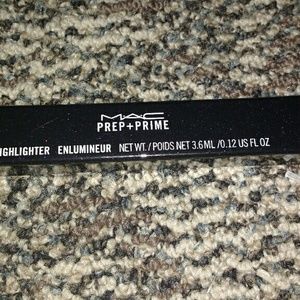 MAC
PREP+PRIME
HIGHLIGHTER ENLUMINEUR NET WT./POIDS NET 3.6ML/0.12 US FL OZ